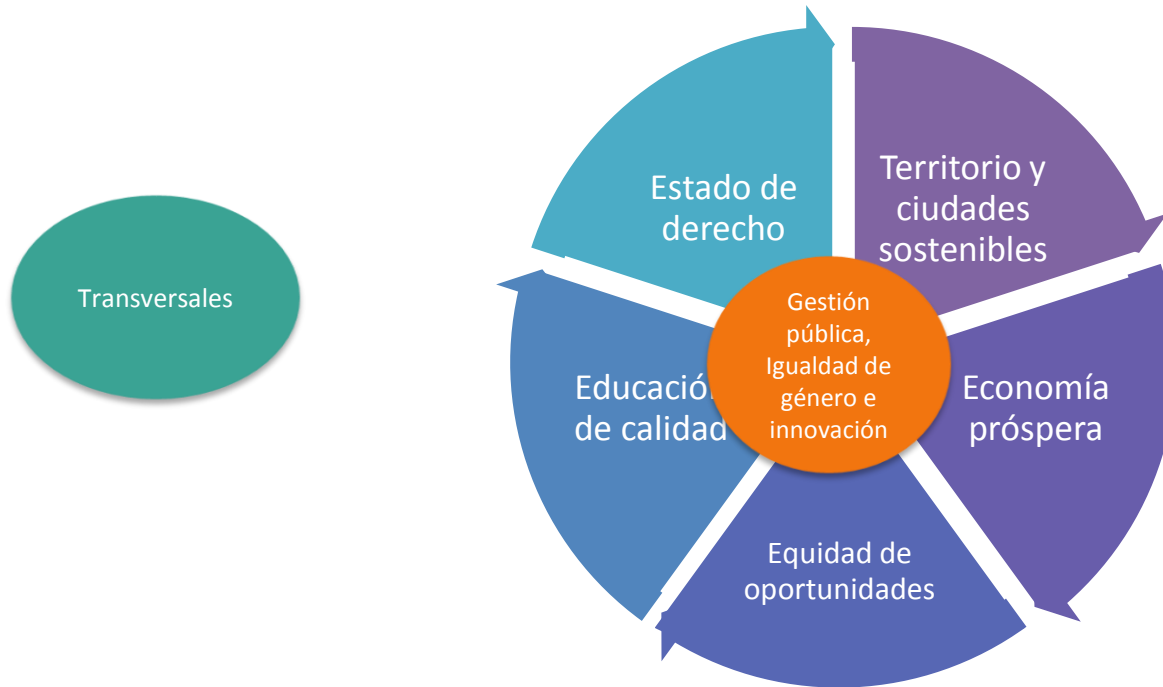 Transversales
Estado de
derecho
Territorio y
ciudades
sostenibles
Gestión
pública,
Igualdad de
género e
innovación
Educación
de calidad
Economía
próspera
Equidad de
oportunidades